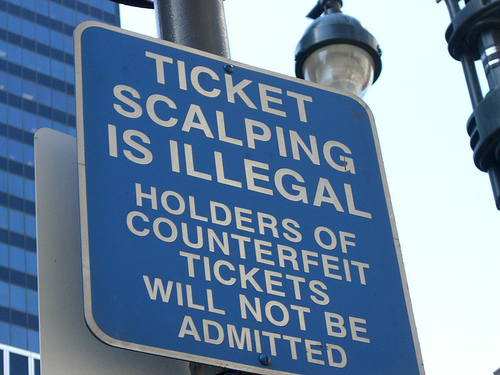 TICKET
SCALPING
IS ILLEGAL
HOLDERS OF
COUNTERFEIT
TICKETS
WILL NOT BE
ADMITTED